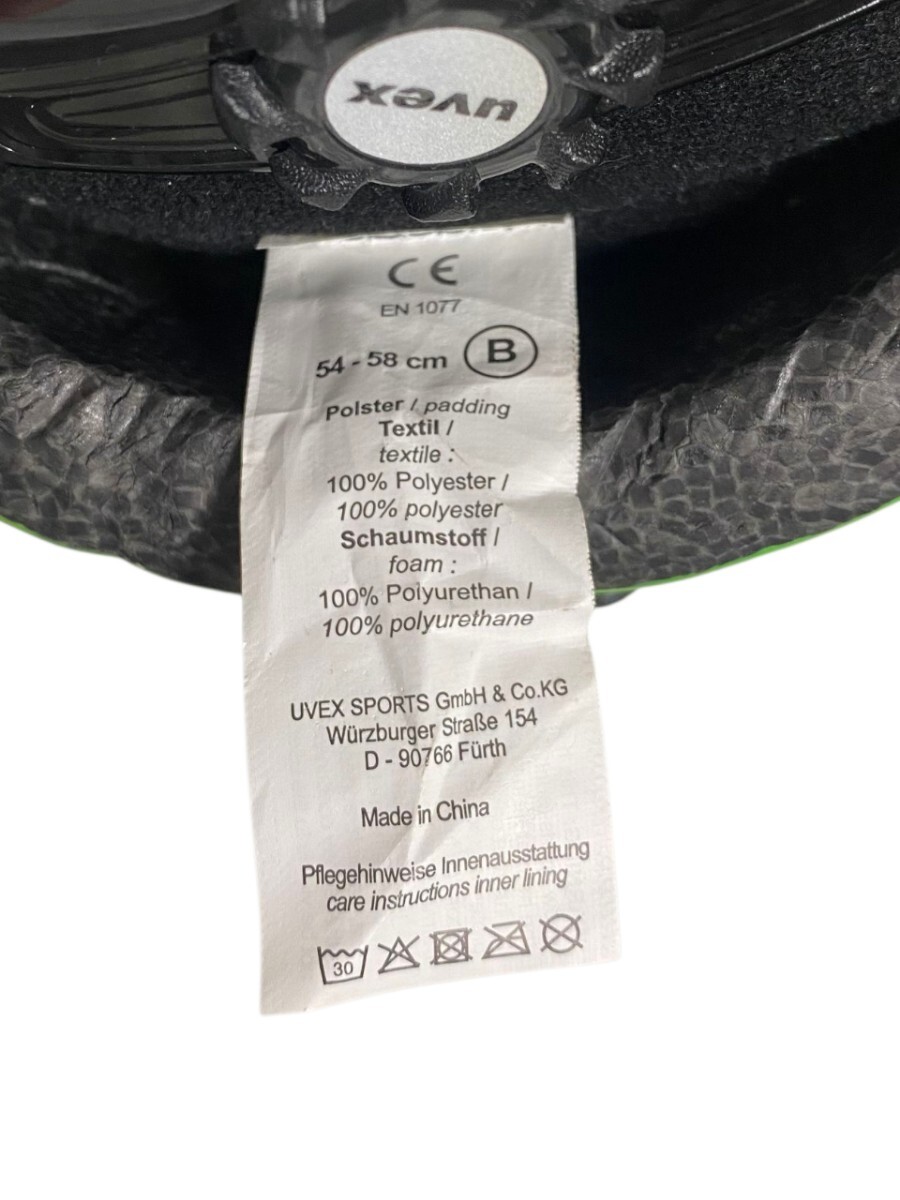 uvex
CE
EN 1077
54 - 58 cm B
Polster / padding
Textil /
textile :
100% Polyester /
100% polyester
Schaumstoff /
foam :
100% Polyurethan /
100% polyurethane
UVEX SPORTS GmbH & Co.KG
Würzburger Straße 154
D - 90766 Fürth
Made in China
Pflegehinweise Innenausstattung
care instructions inner lining
30